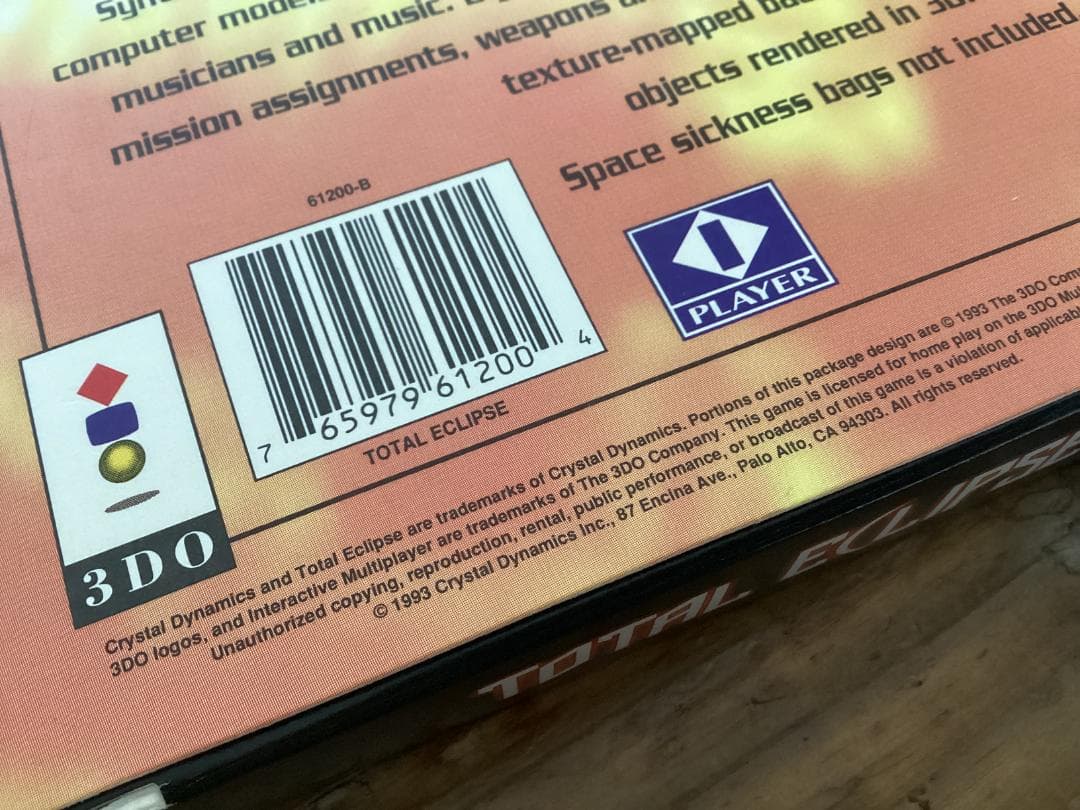 computer
musicians and music.
mission assignments, weapons
texture-mapped
objects rendered in
Space sickness bags not included
61200-B
7 65979 61200 4
TOTAL ECLIPSE
1
PLAYER
3DO
Crystal Dynamics and Total Eclipse are trademarks of Crystal Dynamics. Portions of this package design are © 1993 The 3DO
3DO logos, and Interactive Multiplayer are trademarks of The 3DO Company. This game is licensed for home play on the 3DO
Unauthorized copying, reproduction, rental, public performance, or broadcast of this game is a violation of
© 1993 Crystal Dynamics Inc., 87 Encina Ave., Palo Alto, CA 94303. All rights reserved.
TOTAL ECLIPSE